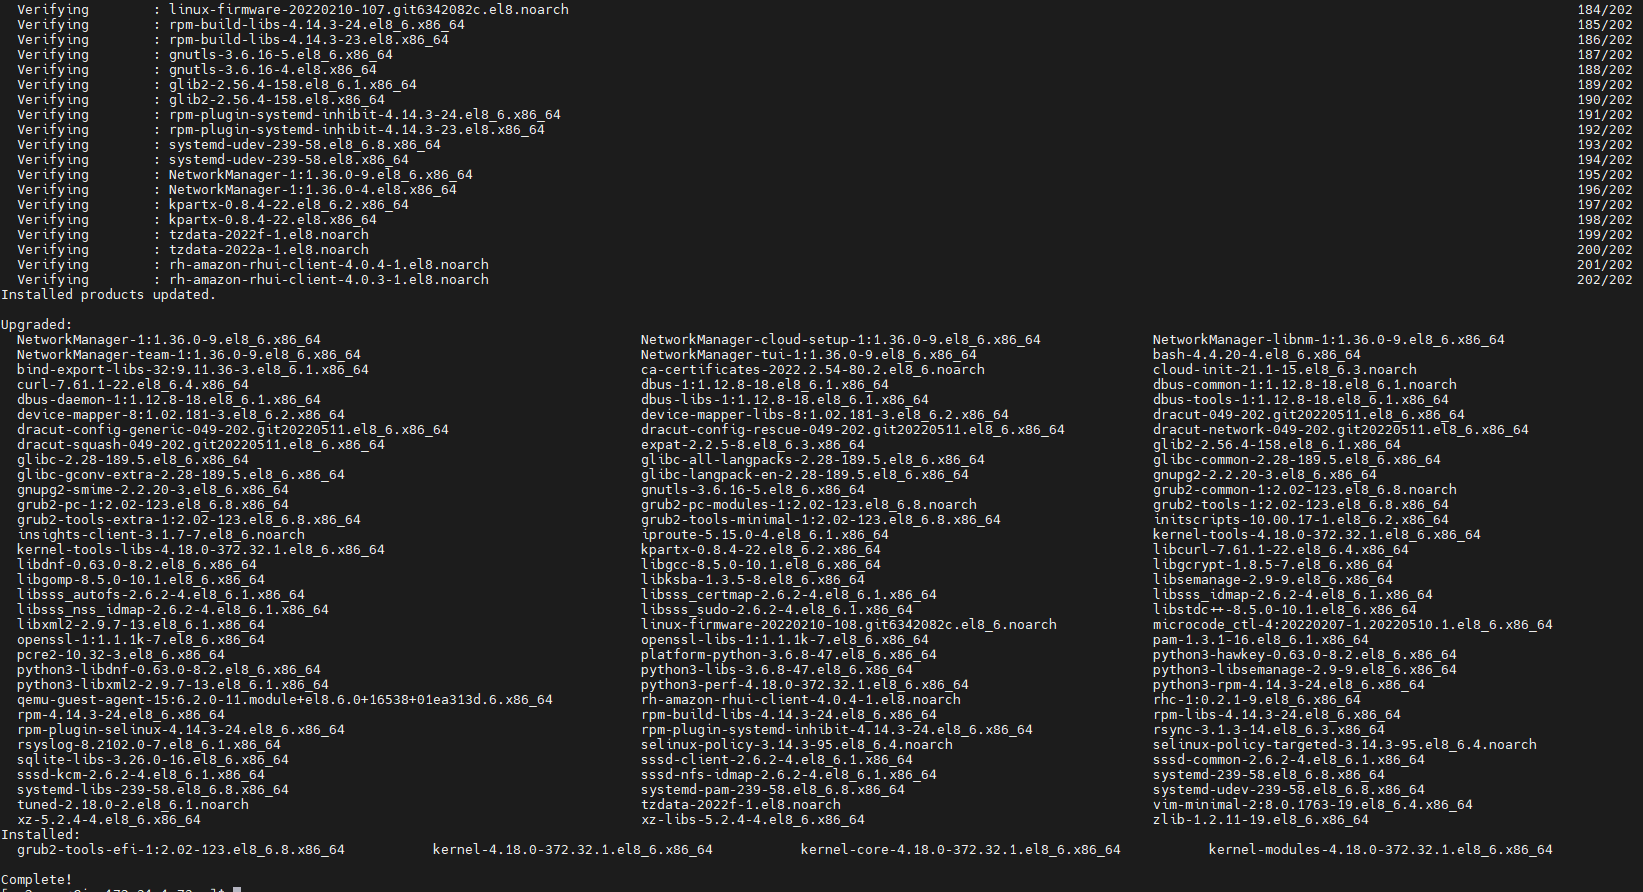 Verifying : linux-firmware-20220210-107.git6342082c.el8.noarch 184/202
Verifying : rpm-build-libs-4.14.3-24.el8_6.x86_64 185/202
Verifying : rpm-build-libs-4.14.3-23.el8.x86_64 186/202
Verifying : gnutls-3.6.16-5.el8_6.x86_64 187/202
Verifying : gnutls-3.6.16-4.el8.x86_64 188/202
Verifying : glib2-2.56.4-158.el8_6.1.x86_64 189/202
Verifying : glib2-2.56.4-158.el8.x86_64 190/202
Verifying : rpm-plugin-systemd-inhibit-4.14.3-24.el8_6.x86_64 191/202
Verifying : rpm-plugin-systemd-inhibit-4.14.3-23.el8.x86_64 192/202
Verifying : systemd-udev-239-58.el8_6.8.x86_64 193/202
Verifying : systemd-udev-239-58.el8.x86_64 194/202
Verifying : NetworkManager-1:1.36.0-9.el8_6.x86_64 195/202
Verifying : NetworkManager-1:1.36.0-4.el8.x86_64 196/202
Verifying : kpartx-0.8.4-22.el8_6.2.x86_64 197/202
Verifying : kpartx-0.8.4-22.el8.x86_64 198/202
Verifying : tzdata-2022f-1.el8.noarch 199/202
Verifying : tzdata-2022a-1.el8.noarch 200/202
Verifying : rh-amazon-rhui-client-4.0.4-1.el8.noarch 201/202
Verifying : rh-amazon-rhui-client-4.0.3-1.el8.noarch 202/202
Installed products updated.
Upgraded:
NetworkManager-1:1.36.0-9.el8_6.x86_64 NetworkManager-cloud-setup-1:1.36.0-9.el8_6.x86_64 NetworkManager-libnm-1:1.36.0-9.el8_6.x86_64
NetworkManager-team-1:1.36.0-9.el8_6.x86_64 NetworkManager-tui-1:1.36.0-9.el8_6.x86_64 bash-4.4.20-4.el8_6.x86_64
bind-export-libs-32:9.11.36-3.el8_6.1.x86_64 ca-certificates-2022.2.54-80.2.el8_6.noarch cloud-init-21.1-15.el8_6.3.noarch
curl-7.61.1-22.el8_6.4.x86_64 dbus-1:1.12.8-18.el8_6.1.x86_64 dbus-common-1:1.12.8-18.el8_6.1.noarch
dbus-daemon-1:1.12.8-18.el8_6.1.x86_64 dbus-libs-1:1.12.8-18.el8_6.1.x86_64 dbus-tools-1:1.12.8-18.el8_6.1.x86_64
device-mapper-8:1.02.181-3.el8_6.2.x86_64 device-mapper-libs-8:1.02.181-3.el8_6.2.x86_64 dracut-049-202.git20220511.el8_6.x86_64
dracut-config-generic-049-202.git20220511.el8_6.x86_64 dracut-config-rescue-049-202.git20220511.el8_6.x86_64 dracut-network-049-202.git20220511.el8_6.x86_64
dracut-squash-049-202.git20220511.el8_6.x86_64 expat-2.2.5-8.el8_6.3.x86_64 glib2-2.56.4-158.el8_6.1.x86_64
glibc-2.28-189.5.el8_6.x86_64 glibc-all-langpacks-2.28-189.5.el8_6.x86_64 glibc-common-2.28-189.5.el8_6.x86_64
glibc-gconv-extra-2.28-189.5.el8_6.x86_64 glibc-langpack-en-2.28-189.5.el8_6.x86_64 gnupg2-2.2.20-3.el8_6.x86_64
gnupg2-smime-2.2.20-3.el8_6.x86_64 gnutls-3.6.16-5.el8_6.x86_64 grub2-common-1:2.02-123.el8_6.8.noarch
grub2-pc-1:2.02-123.el8_6.8.x86_64 grub2-pc-modules-1:2.02-123.el8_6.8.noarch grub2-tools-1:2.02-123.el8_6.8.x86_64
grub2-tools-extra-1:2.02-123.el8_6.8.x86_64 grub2-tools-minimal-1:2.02-123.el8_6.8.x86_64 initscripts-10.00.17-1.el8_6.2.x86_64
insights-client-3.1.7-7.el8_6.noarch iproute-5.15.0-4.el8_6.1.x86_64 kernel-tools-4.18.0-372.32.1.el8_6.x86_64
kernel-tools-libs-4.18.0-372.32.1.el8_6.x86_64 kpartx-0.8.4-22.el8_6.2.x86_64 libcurl-7.61.1-22.el8_6.4.x86_64
libdnf-0.63.0-8.2.el8_6.x86_64 libgcc-8.5.0-10.1.el8_6.x86_64 libgcrypt-1.8.5-7.el8_6.x86_64
libgomp-8.5.0-10.1.el8_6.x86_64 libksba-1.3.5-8.el8_6.x86_64 libsemanage-2.9-9.el8_6.x86_64
libsss_autofs-2.6.2-4.el8_6.1.x86_64 libsss_certmap-2.6.2-4.el8_6.1.x86_64 libsss_idmap-2.6.2-4.el8_6.1.x86_64
libsss_nss_idmap-2.6.2-4.el8_6.1.x86_64 libsss_sudo-2.6.2-4.el8_6.1.x86_64 libstdc++-8.5.0-10.1.el8_6.x86_64
libxml2-2.9.7-13.el8_6.1.x86_64 linux-firmware-20220210-108.git6342082c.el8_6.noarch microcode_ctl-4:20220207-1.20220510.1.el8_6.x86_64
openssl-1:1.1.1k-7.el8_6.x86_64 openssl-libs-1:1.1.1k-7.el8_6.x86_64 pam-1.3.1-16.el8_6.1.x86_64
pcre2-10.32-3.el8_6.x86_64 platform-python-3.6.8-47.el8_6.x86_64 python3-hawkey-0.63.0-8.2.el8_6.x86_64
python3-libdnf-0.63.0-8.2.el8_6.x86_64 python3-libs-3.6.8-47.el8_6.x86_64 python3-libsemanage-2.9-9.el8_6.x86_64
python3-libxml2-2.9.7-13.el8_6.1.x86_64 python3-perf-4.18.0-372.32.1.el8_6.x86_64 python3-rpm-4.14.3-24.el8_6.x86_64
qemu-guest-agent-15:6.2.0-11.module+el8.6.0+16538+01ea313d.6.x86_64 rh-amazon-rhui-client-4.0.4-1.el8.noarch rhc-1:0.2.1-9.el8_6.x86_64
rpm-4.14.3-24.el8_6.x86_64 rpm-build-libs-4.14.3-24.el8_6.x86_64 rpm-libs-4.14.3-24.el8_6.x86_64
rpm-plugin-selinux-4.14.3-24.el8_6.x86_64 rpm-plugin-systemd-inhibit-4.14.3-24.el8_6.x86_64 rsync-3.1.3-14.el8_6.3.x86_64
rsyslog-8.2102.0-7.el8_6.1.x86_64 selinux-policy-3.14.3-95.el8_6.4.noarch selinux-policy-targeted-3.14.3-95.el8_6.4.noarch
sqlite-libs-3.26.0-16.el8_6.x86_64 sssd-client-2.6.2-4.el8_6.1.x86_64 sssd-common-2.6.2-4.el8_6.1.x86_64
sssd-kcm-2.6.2-4.el8_6.1.x86_64 sssd-nfs-idmap-2.6.2-4.el8_6.1.x86_64 systemd-239-58.el8_6.8.x86_64
systemd-libs-239-58.el8_6.8.x86_64 systemd-pam-239-58.el8_6.8.x86_64 systemd-udev-239-58.el8_6.8.x86_64
tuned-2.18.0-2.el8_6.1.noarch tzdata-2022f-1.el8.noarch vim-minimal-2:8.0.1763-19.el8_6.4.x86_64
xz-5.2.4-4.el8_6.x86_64 xz-libs-5.2.4-4.el8_6.x86_64 zlib-1.2.11-19.el8_6.x86_64
Installed:
grub2-tools-efi-1:2.02-123.el8_6.8.x86_64 kernel-4.18.0-372.32.1.el8_6.x86_64 kernel-core-4.18.0-372.32.1.el8_6.x86_64 kernel-modules-4.18.0-372.32.1.el8_6.x86_64
Complete!